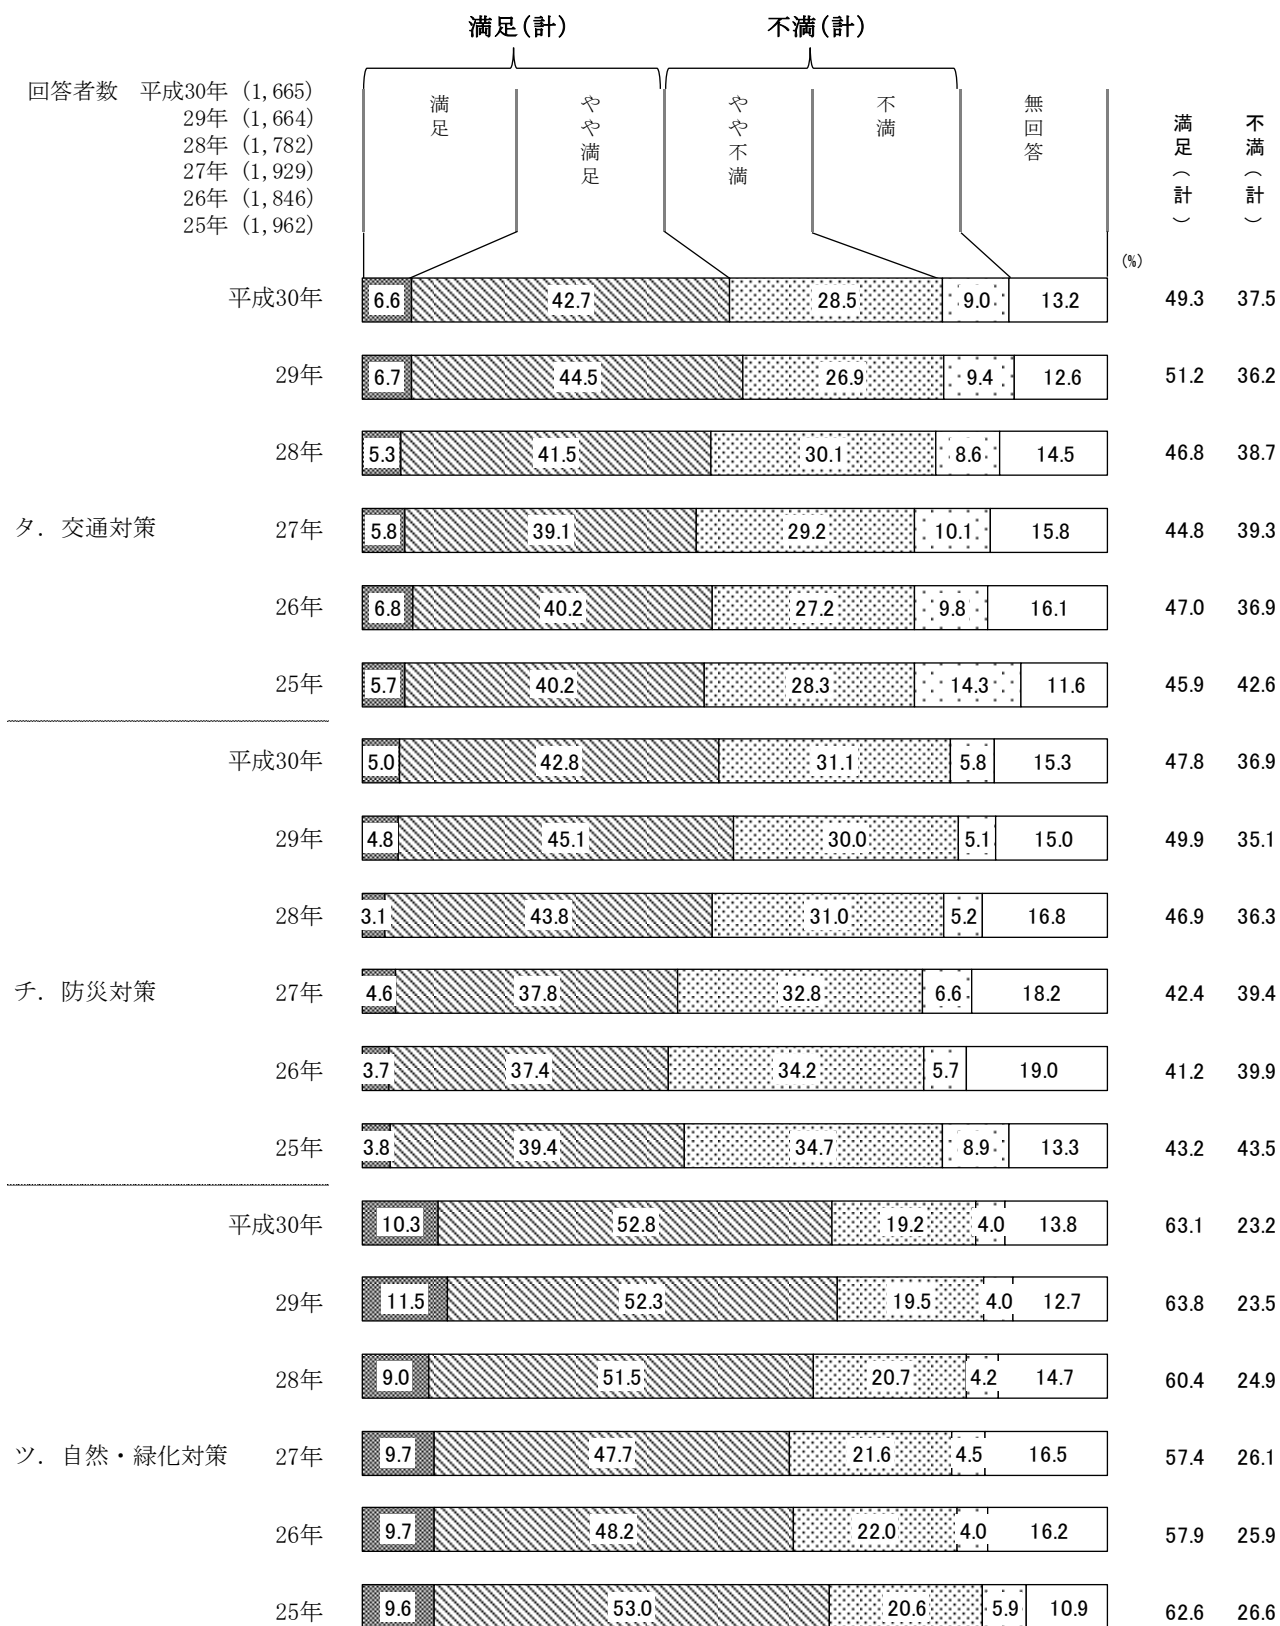 満足(計) 不満(計)
回答者数 平成30年 (1,665)
29年 (1,664)
28年 (1,782)
27年 (1,929)
26年 (1,846)
25年 (1,962)
満足 やや満足 やや不満 不満 無回答 満足(計) 不満(計)
(%)
平成30年 6.6 42.7 28.5 9.0 13.2 49.3 37.5
29年 6.7 44.5 26.9 9.4 12.6 51.2 36.2
28年 5.3 41.5 30.1 8.6 14.5 46.8 38.7
タ．交通対策 27年 5.8 39.1 29.2 10.1 15.8 44.8 39.3
26年 6.8 40.2 27.2 9.8 16.1 47.0 36.9
25年 5.7 40.2 28.3 14.3 11.6 45.9 42.6
平成30年 5.0 42.8 31.1 5.8 15.3 47.8 36.9
29年 4.8 45.1 30.0 5.1 15.0 49.9 35.1
28年 3.1 43.8 31.0 5.2 16.8 46.9 36.3
チ．防災対策 27年 4.6 37.8 32.8 6.6 18.2 42.4 39.4
26年 3.7 37.4 34.2 5.7 19.0 41.2 39.9
25年 3.8 39.4 34.7 8.9 13.3 43.2 43.5
平成30年 10.3 52.8 19.2 4.0 13.8 63.1 23.2
29年 11.5 52.3 19.5 4.0 12.7 63.8 23.5
28年 9.0 51.5 20.7 4.2 14.7 60.4 24.9
ツ．自然・緑化対策 27年 9.7 47.7 21.6 4.5 16.5 57.4 26.1
26年 9.7 48.2 22.0 4.0 16.2 57.9 25.9
25年 9.6 53.0 20.6 5.9 10.9 62.6 26.6